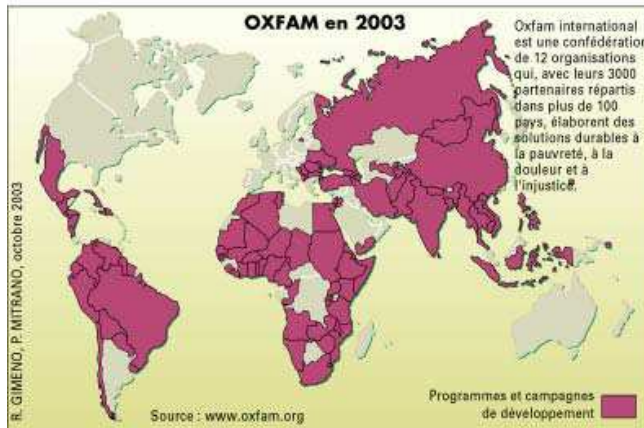 OXFAM en 2003
Oxfam international
est une confédération
de 12 organisations
qui, avec leurs 3000
partenaires répartis
dans plus de 100
pays, élaborent des
solutions durables à
la pauvreté, à la
douleur et à
l'injustice.
R. GIMENO, P. MITRANO, octobre 2003
Source : www.oxfam.org
Programmes et campagnes
de développement